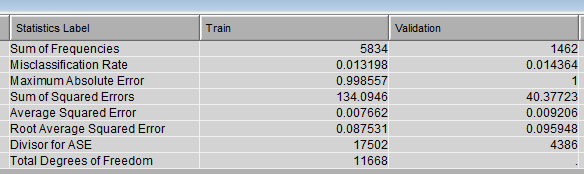 Statistics Label Train Validation
Sum of Frequencies 5834 1462
Misclassification Rate 0.013198 0.014364
Maximum Absolute Error 0.998557 1
Sum of Squared Errors 134.0946 40.37723
Average Squared Error 0.007662 0.009206
Root Average Squared Error 0.087531 0.095948
Divisor for ASE 17502 4386
Total Degrees of Freedom 11668 .